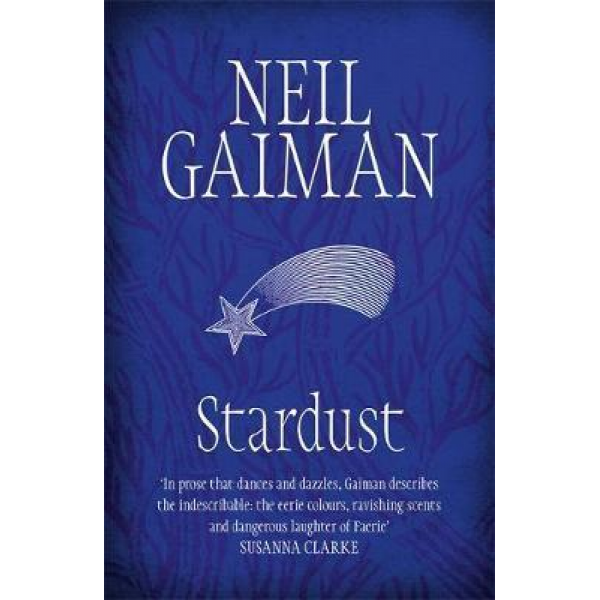 NEIL
GAIMAN
Stardust
‘In prose that dances and dazzles, Gaiman describes
the indescribable: the eerie colours, ravishing scents
and dangerous laughter of Faerie’
SUSANNA CLARKE